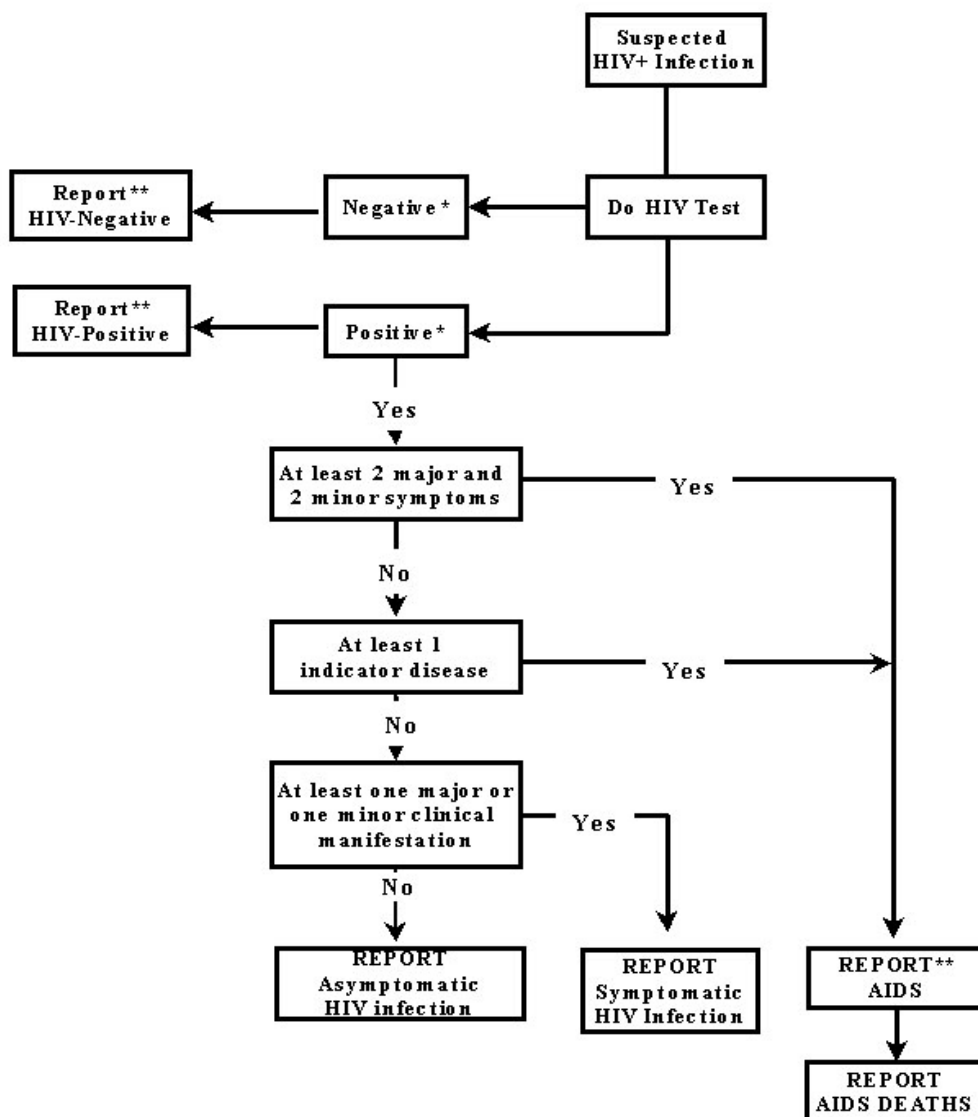 Suspected
HIV+ Infection
Do HIV Test
Negative*
Report**
HIV-Negative
Positive*
Report**
HIV-Positive
Yes
At least 2 major and
2 minor symptoms
Yes
No
At least 1
indicator disease
Yes
No
At least one major or
one minor clinical
manifestation
Yes
No
REPORT
Asymptomatic
HIV infection
REPORT
Symptomatic
HIV Infection
REPORT**
AIDS
REPORT
AIDS DEATHS